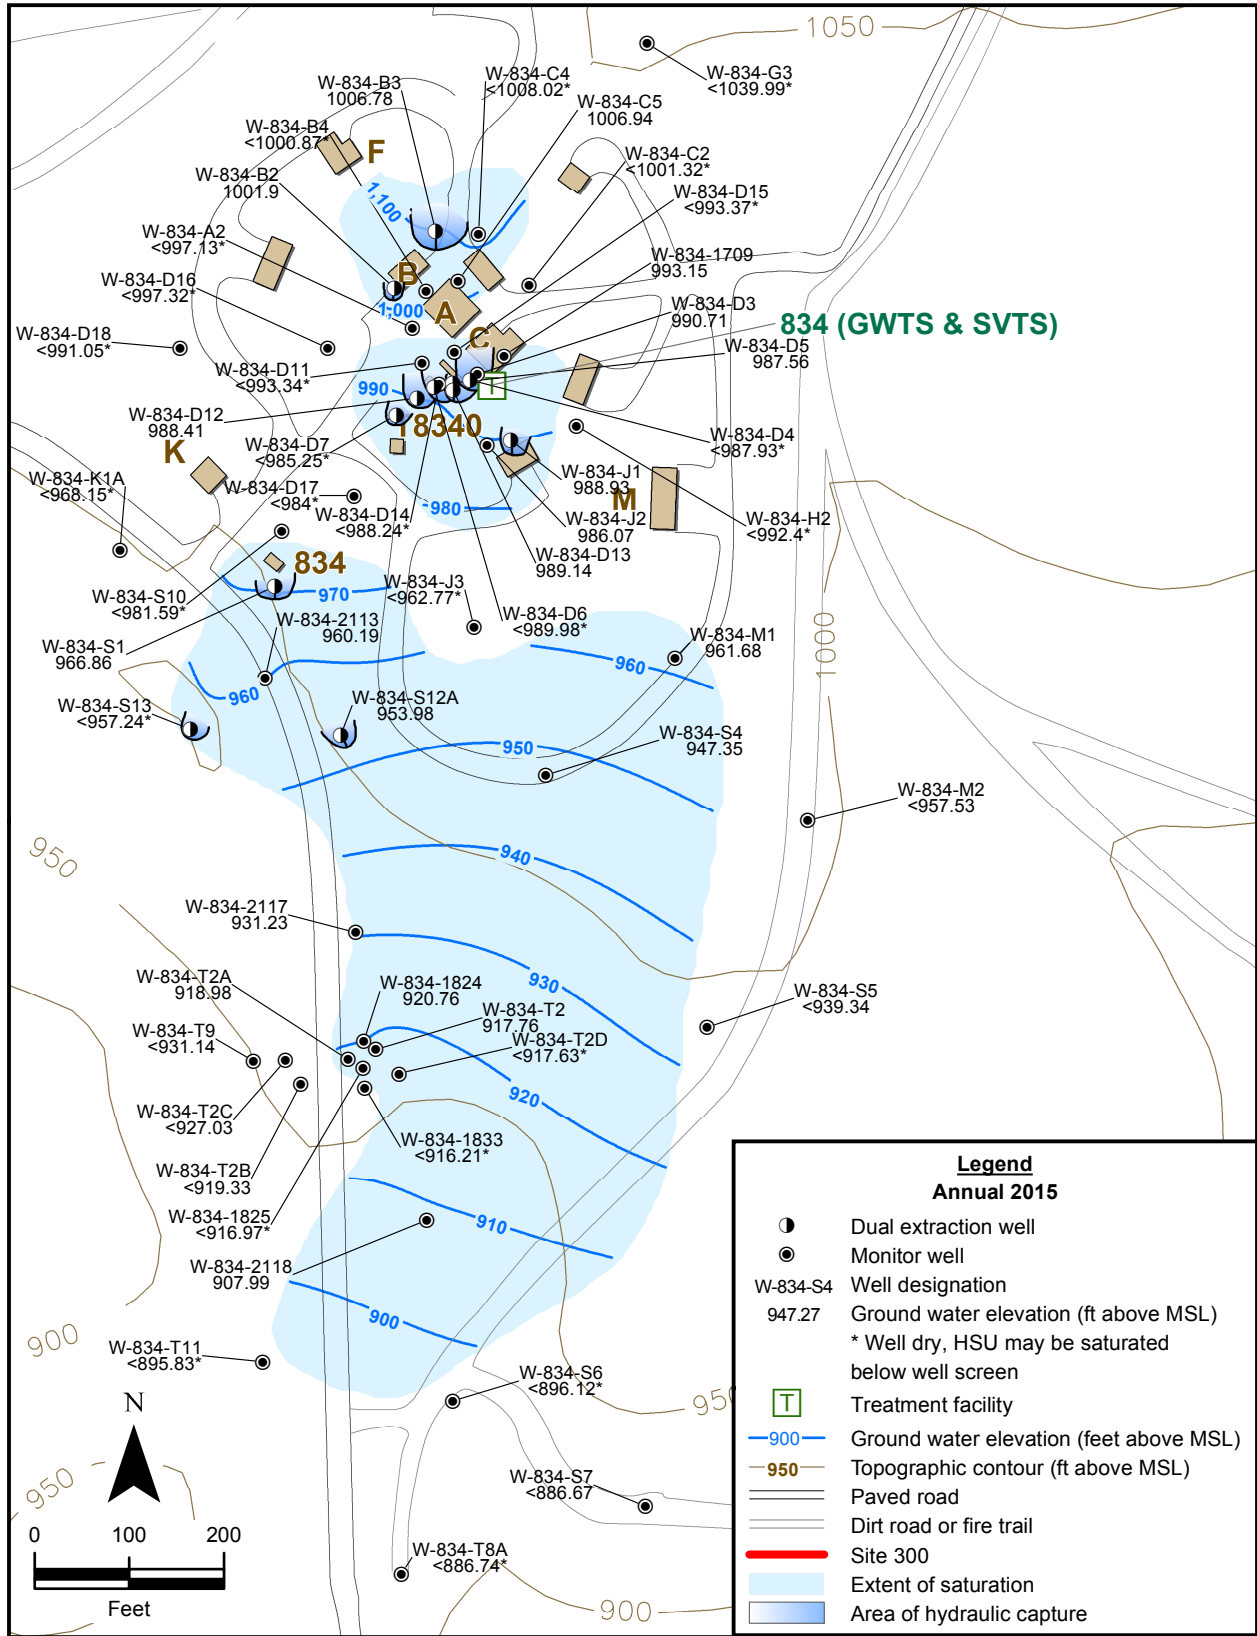 1050
W-834-G3
<1039.99*
W-834-C4
<1008.02*
W-834-B3
1006.78
W-834-C5
1006.94
W-834-B4
<1000.87*
F
W-834-C2
<1001.32*
W-834-B2
1001.9
W-834-D15
<993.37*
1,100
W-834-A2
<997.13*
W-834-1709
993.15
W-834-D16
<997.32*
B
W-834-D3
990.71
1,000
A
834 (GWTS & SVTS)
W-834-D18
<991.05*
C
W-834-D5
987.56
W-834-D11
<993.34*
990
T
W-834-D12
988.41
T8340
W-834-D4
<987.93*
W-834-D7
<985.25*
K
W-834-K1A
<968.15*
W-834-J1
988.93
W-834-D17
<984*
M
980
W-834-D14
<988.24*
W-834-J2
986.07
W-834-H2
<992.4*
W-834-D13
989.14
834
970
W-834-J3
<962.77*
W-834-S10
<981.59*
W-834-D6
<989.98*
W-834-2113
960.19
W-834-S1
966.86
W-834-M1
961.68
1000
960
960
W-834-S13
<957.24*
W-834-S12A
953.98
W-834-S4
947.35
950
W-834-M2
<957.53
950
940
W-834-2117
931.23
930
W-834-T2A
918.98
W-834-1824
920.76
W-834-S5
<939.34
W-834-T2
917.76
W-834-T9
<931.14
W-834-T2D
<917.63*
920
W-834-T2C
<927.03
W-834-1833
<916.21*
W-834-T2B
<919.33
W-834-1825
<916.97*
910
W-834-2118
907.99
900
900
W-834-T11
<895.83*
W-834-S6
<896.12*
950
N
950
W-834-S7
<886.67
0 100 200
Feet
W-834-T8A
<886.74*
900
Legend
Annual 2015
Dual extraction well
Monitor well
W-834-S4 Well designation
947.27 Ground water elevation (ft above MSL)
* Well dry, HSU may be saturated
below well screen
T Treatment facility
900 Ground water elevation (feet above MSL)
950 Topographic contour (ft above MSL)
Paved road
Dirt road or fire trail
Site 300
Extent of saturation
Area of hydraulic capture